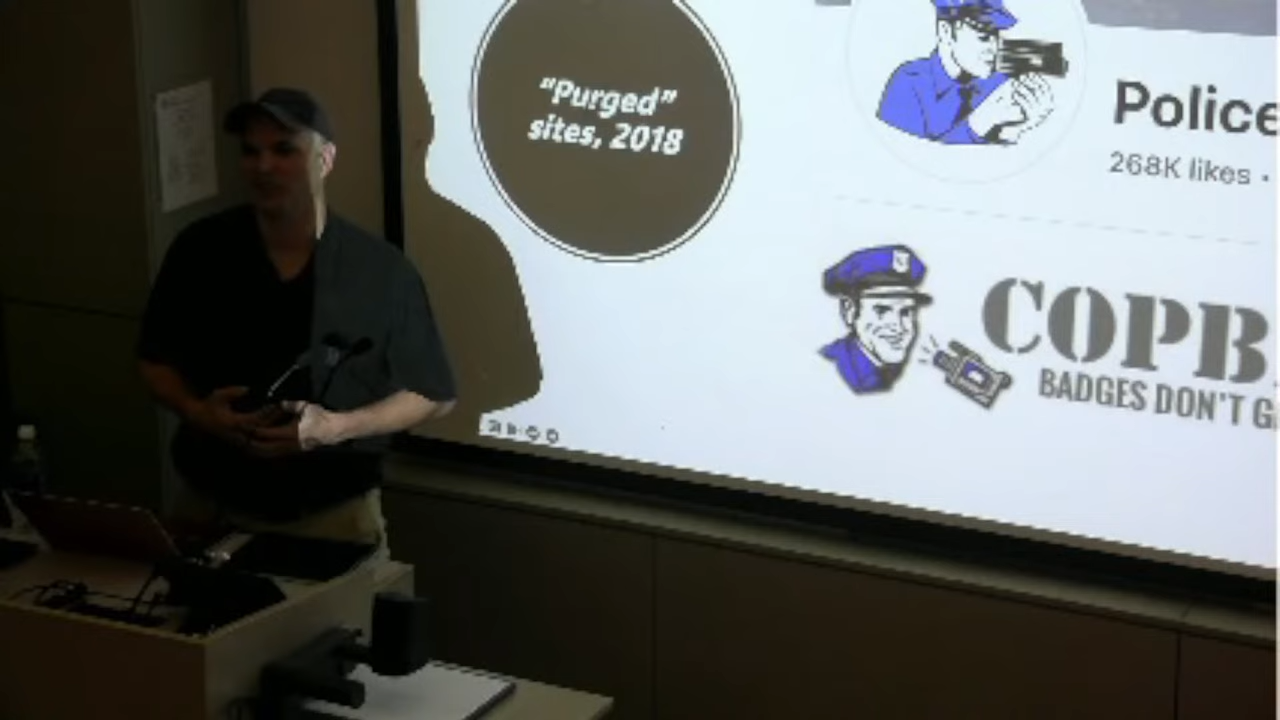 "Purged"
sites, 2018
Police
268K likes •
COPB
BADGES DON'T G